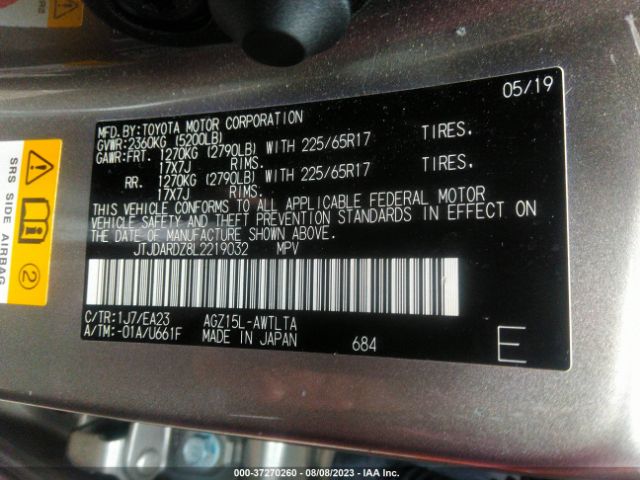 05/19
MFD.BY:TOYOTA MOTOR CORPORATION
GVWR:2360KG (5200LB)
GAWR:FRT. 1270KG (2790LB) WITH 225/65R17 TIRES.
17X7J RIMS.
RR. 1270KG (2790LB) WITH 225/65R17 TIRES.
17X7J RIMS.
THIS VEHICLE CONFORMS TO ALL APPLICABLE FEDERAL MOTOR
VEHICLE SAFETY AND THEFT PREVENTION STANDARDS IN EFFECT ON
THE DATE OF MANUFACTURE SHOWN ABOVE.
JTJDARDZ8L2219032 MPV
C/TR:1J7/EA23 AGZ15L-AWTLTA
A/TM:-01A/U661F MADE IN JAPAN 684
E
SRS SIDE AIRBAG
2
000-37270260 - 08/08/2023 - IAA Inc.